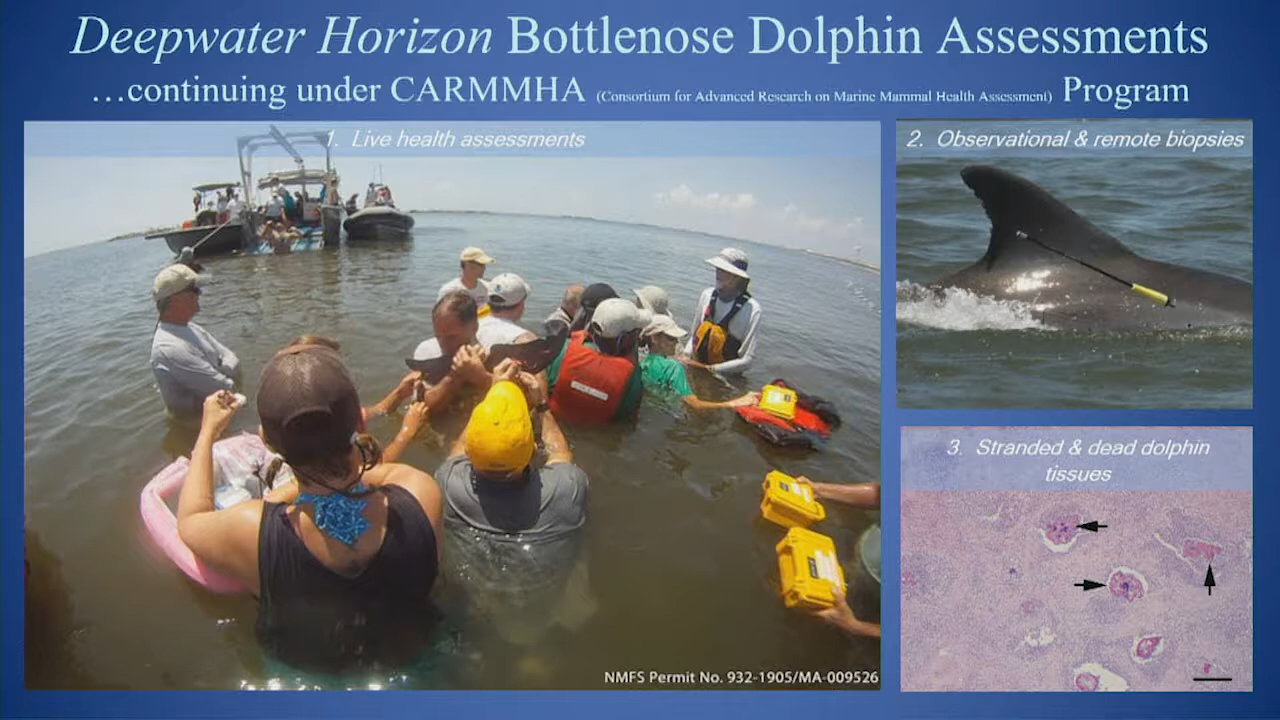 Deepwater Horizon Bottlenose Dolphin Assessments
…continuing under CARMMHA (Consortium for Advanced Research on Marine Mammal Health Assessment) Program
1. Live health assessments
2. Observational & remote biopsies
3. Stranded & dead dolphin
tissues
NMFS Permit No. 932-1905/MA-009526